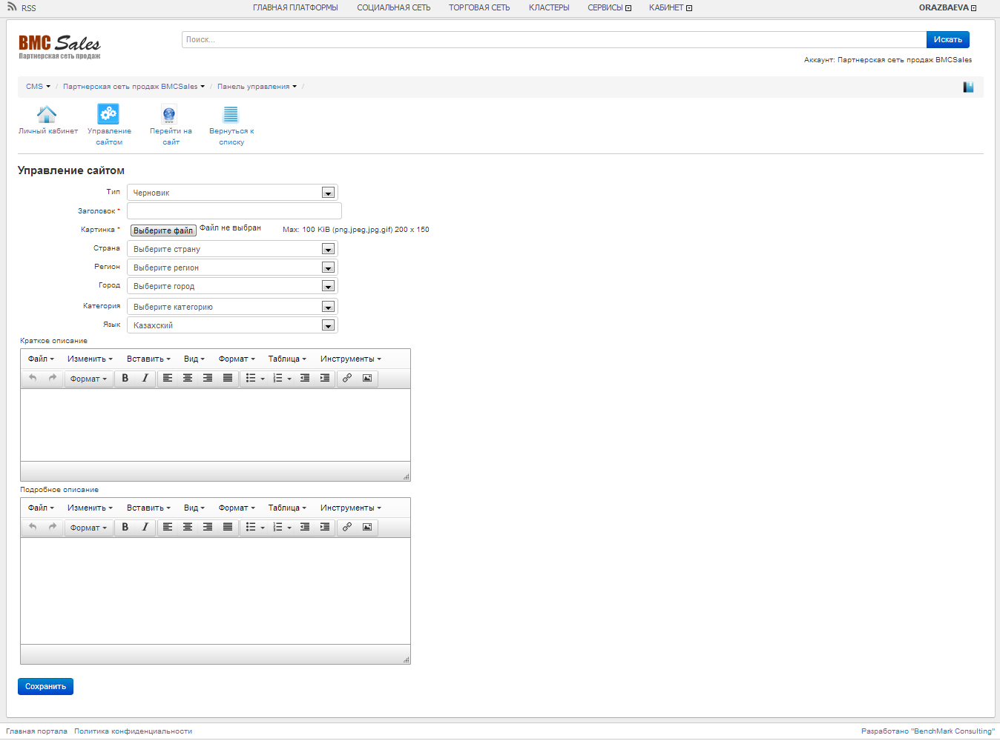 RSS
ГЛАВНАЯ ПЛАТФОРМЫ СОЦИАЛЬНАЯ СЕТЬ ТОРГОВАЯ СЕТЬ КЛАСТЕРЫ СЕРВИСЫ КАБИНЕТ ORAZBAEVA
BMC Sales
Партнерская сеть продаж
Поиск... Искать
Аккаунт: Партнерская сеть продаж BMCSales
CMS / Партнерская сеть продаж BMCSales / Панель управления /
Личный кабинет
Управление
сайтом
Перейти на
сайт
Вернуться к
списку
Управление сайтом
Тип Черновик
Заголовок *
Картинка * Выберите файл Файл не выбран Max: 100 KiB (png,jpeg,jpg,gif) 200 x 150
Страна Выберите страну
Регион Выберите регион
Город Выберите город
Категория Выберите категорию
Язык Казахский
Краткое описание
Файл Изменить Вставить Вид Формат Таблица Инструменты
Формат B I
Подробное описание
Файл Изменить Вставить Вид Формат Таблица Инструменты
Формат B I
Сохранить
Главная портала Политика конфиденциальности Разработано "BenchMark Consulting"